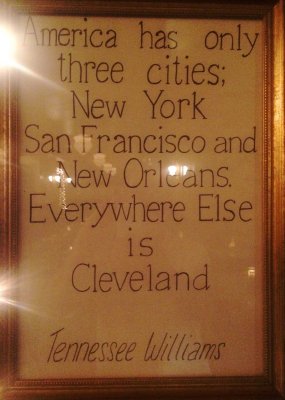 America has only
three cities;
New York
San Francisco and
New Orleans.
Everywhere Else
is
Cleveland
Tennessee Williams